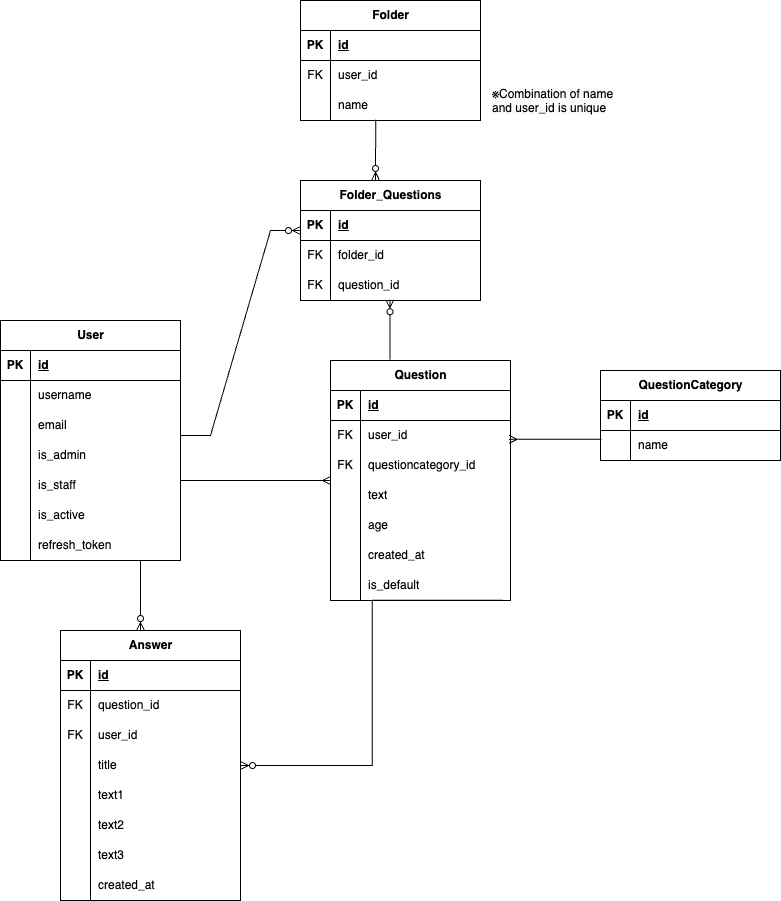 Folder
PK id
FK user_id
name
※Combination of name
and user_id is unique
Folder_Questions
PK id
FK folder_id
FK question_id
User
PK id
username
email
is_admin
is_staff
is_active
refresh_token
Question
PK id
FK user_id
FK questioncategory_id
text
age
created_at
is_default
QuestionCategory
PK id
name
Answer
PK id
FK question_id
FK user_id
title
text1
text2
text3
created_at